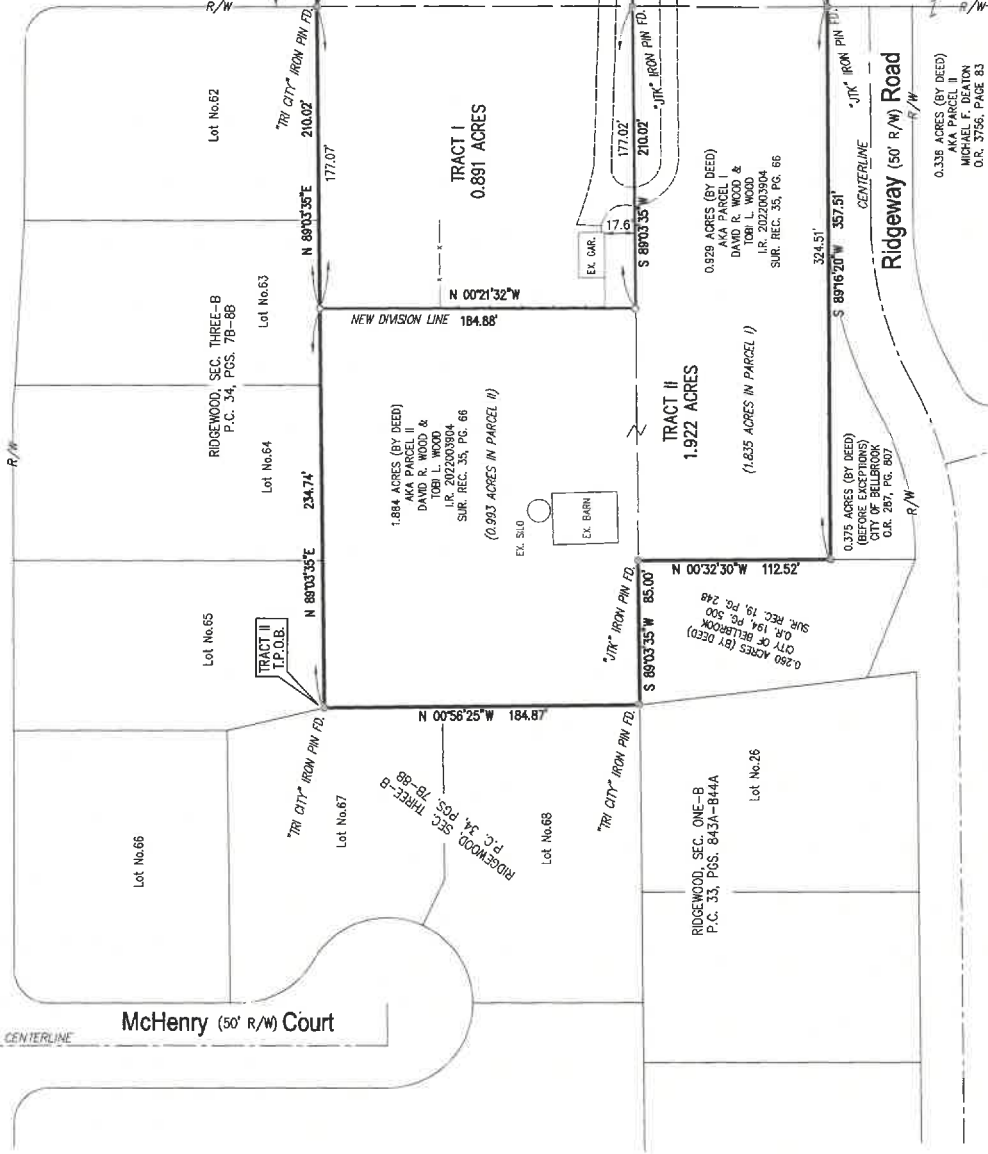 R/W
R/W
Lot No.62
"TRI CITY" IRON PIN FD.
210.02'
177.07'
N 89°03'35"E
TRACT I
0.891 ACRES
177.02'
210.02'
"JTK" IRON PIN FD.
S 89°03'35"W
17.6
EX. GAR.
0.929 ACRES (BY DEED)
AKA PARCEL I
DAVID R. WOOD &
TOBI L. WOOD
I.R. 2022003904
SUR. REC. 35, PG. 66
"JTK" IRON PIN FD.
324.51'
S 89°16'20"W 357.51'
CENTERLINE
Ridgeway (50' R/W) Road
R/W
R/W
0.336 ACRES (BY DEED)
AKA PARCEL II
MICHAEL F. DEATON
O.R. 3756, PAGE 83
R/W
RIDGEWOOD, SEC. THREE-B
P.C. 34, PGS. 7B-8B
Lot No.63
Lot No.64
N 00°21'32"W
NEW DIVISION LINE 184.88'
N 89°03'35"E 234.74'
1.884 ACRES (BY DEED)
AKA PARCEL II
DAVID R. WOOD &
TOBI L. WOOD
I.R. 2022003904
SUR. REC. 35, PG. 66
(0.993 ACRES IN PARCEL II)
EX. SILO
EX. BARN
TRACT II
1.922 ACRES
(1.835 ACRES IN PARCEL I)
0.375 ACRES (BY DEED)
(BEFORE EXCEPTIONS)
CITY OF BELLBROOK
O.R. 287, PG. 807
R/W
N 00°32'30"W 112.52'
"JTK" IRON PIN FD.
S 89°03'35"W 85.00'
0.260 ACRES (BY DEED)
CITY OF BELLBROOK
O.R. 194, PG. 500
SUR. REC. 19, PG. 248
Lot No.65
TRACT II
T.P.O.B.
N 00°56'25"W 184.87'
"TRI CITY" IRON PIN FD.
"TRI CITY" IRON PIN FD.
Lot No.66
Lot No.67
RIDGEWOOD, SEC. THREE-B
P.C. 34, PGS. 7B-8B
Lot No.68
RIDGEWOOD, SEC. ONE-B
P.C. 33, PGS. 843A-844A
Lot No.26
McHenry (50' R/W) Court
CENTERLINE